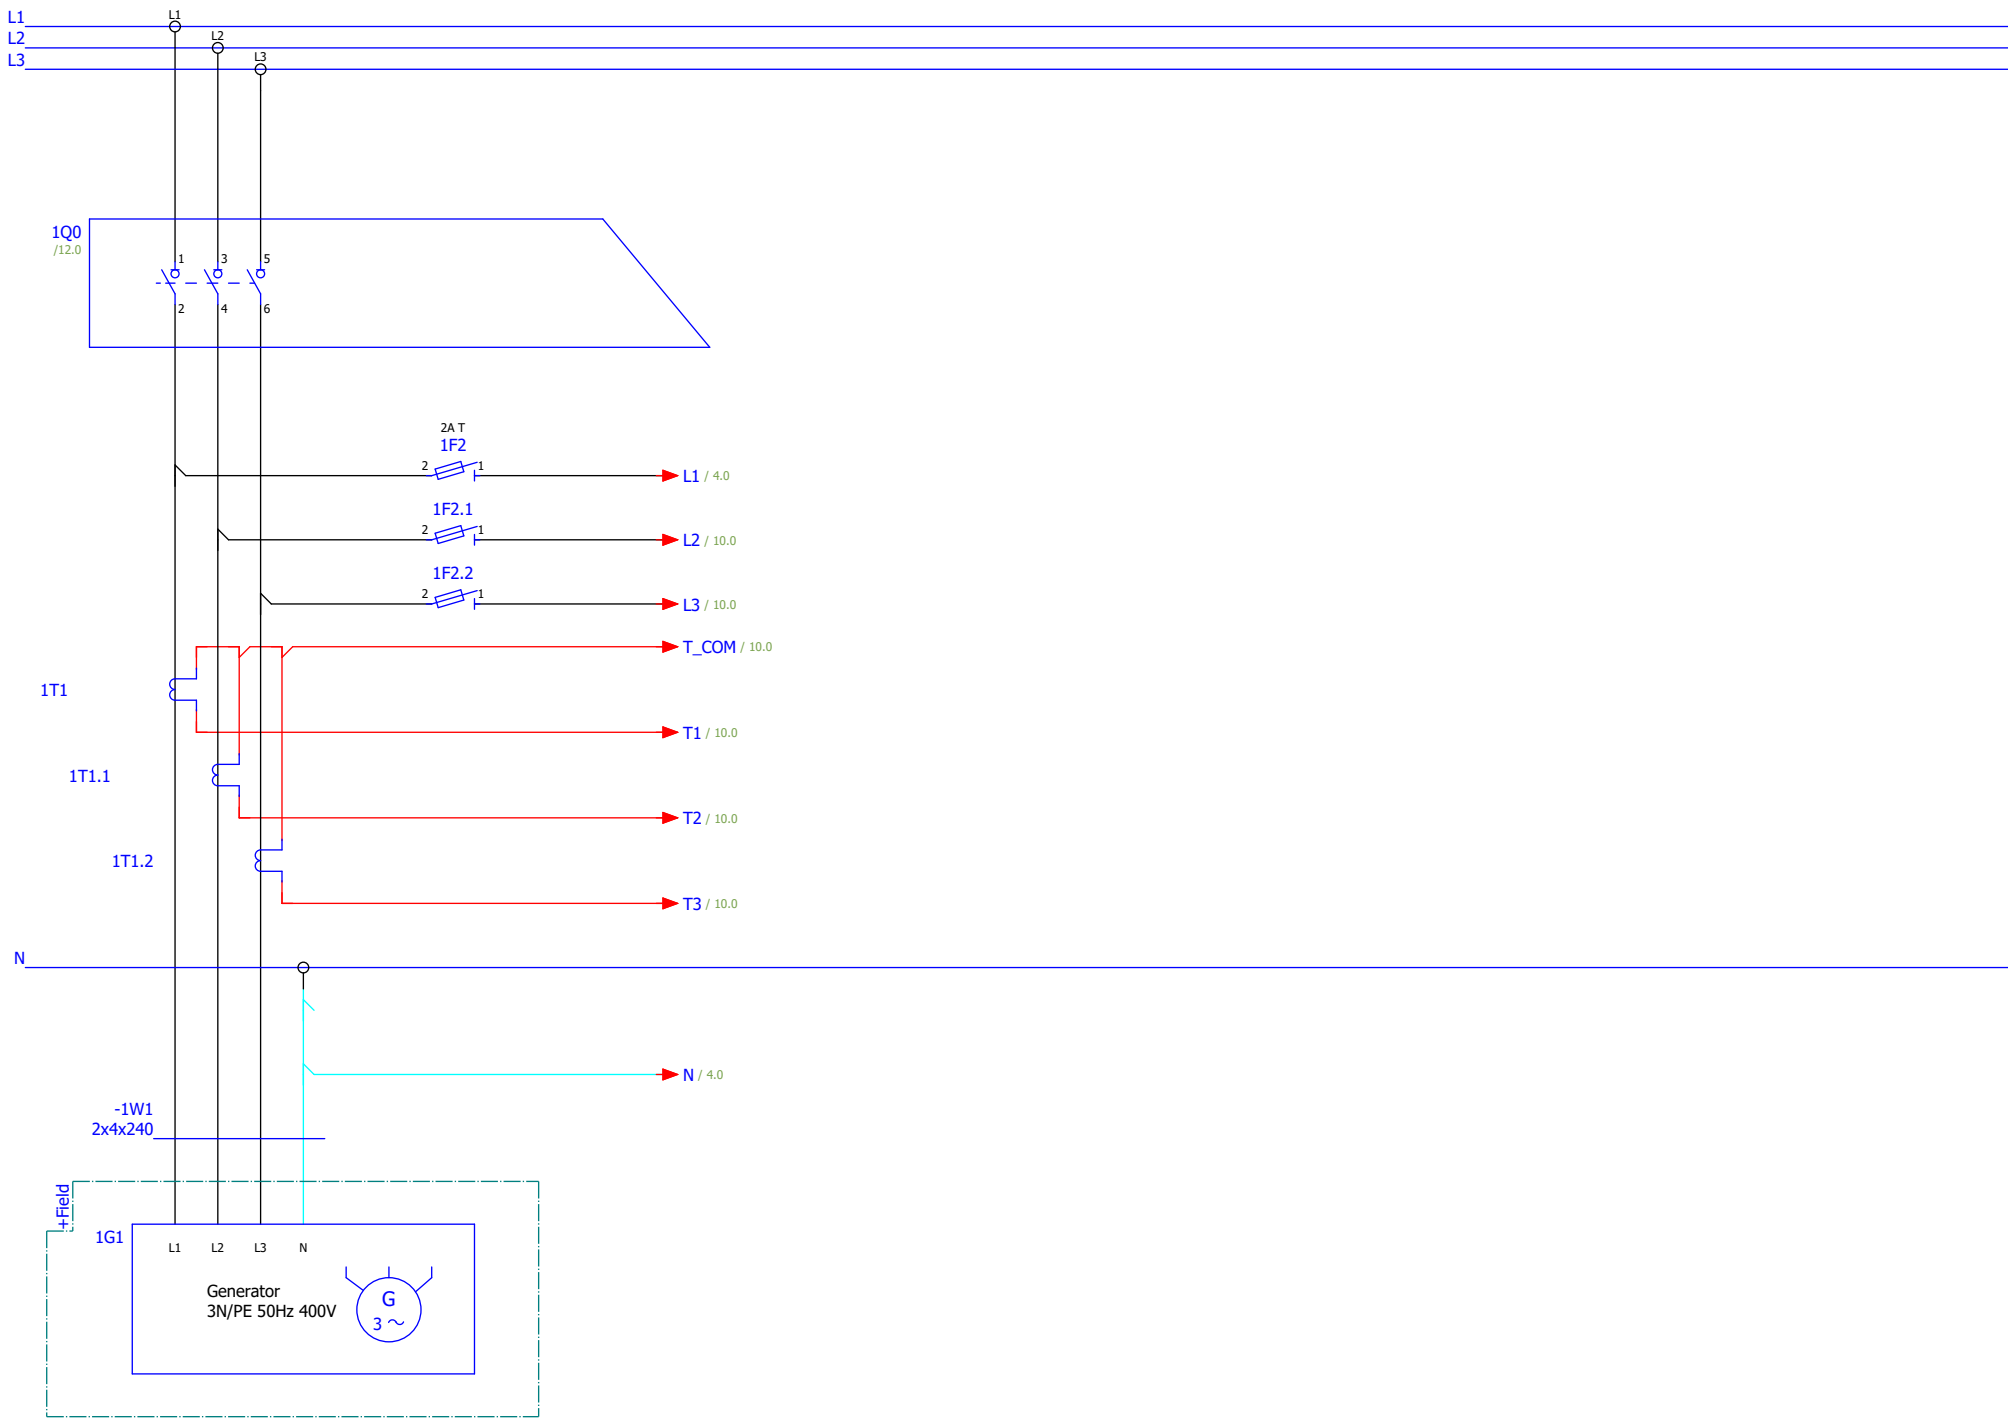 L1
L1
L2
L2
L3
L3
1Q0
/12.0
1 3 5
2 4 6
2A T
1F2
2 1
L1 / 4.0
1F2.1
2 1
L2 / 10.0
1F2.2
2 1
L3 / 10.0
T_COM / 10.0
1T1
T1 / 10.0
1T1.1
T2 / 10.0
1T1.2
T3 / 10.0
N
N / 4.0
-1W1
2x4x240
+Field
1G1
L1 L2 L3 N
Generator
3N/PE 50Hz 400V
G
3 ~